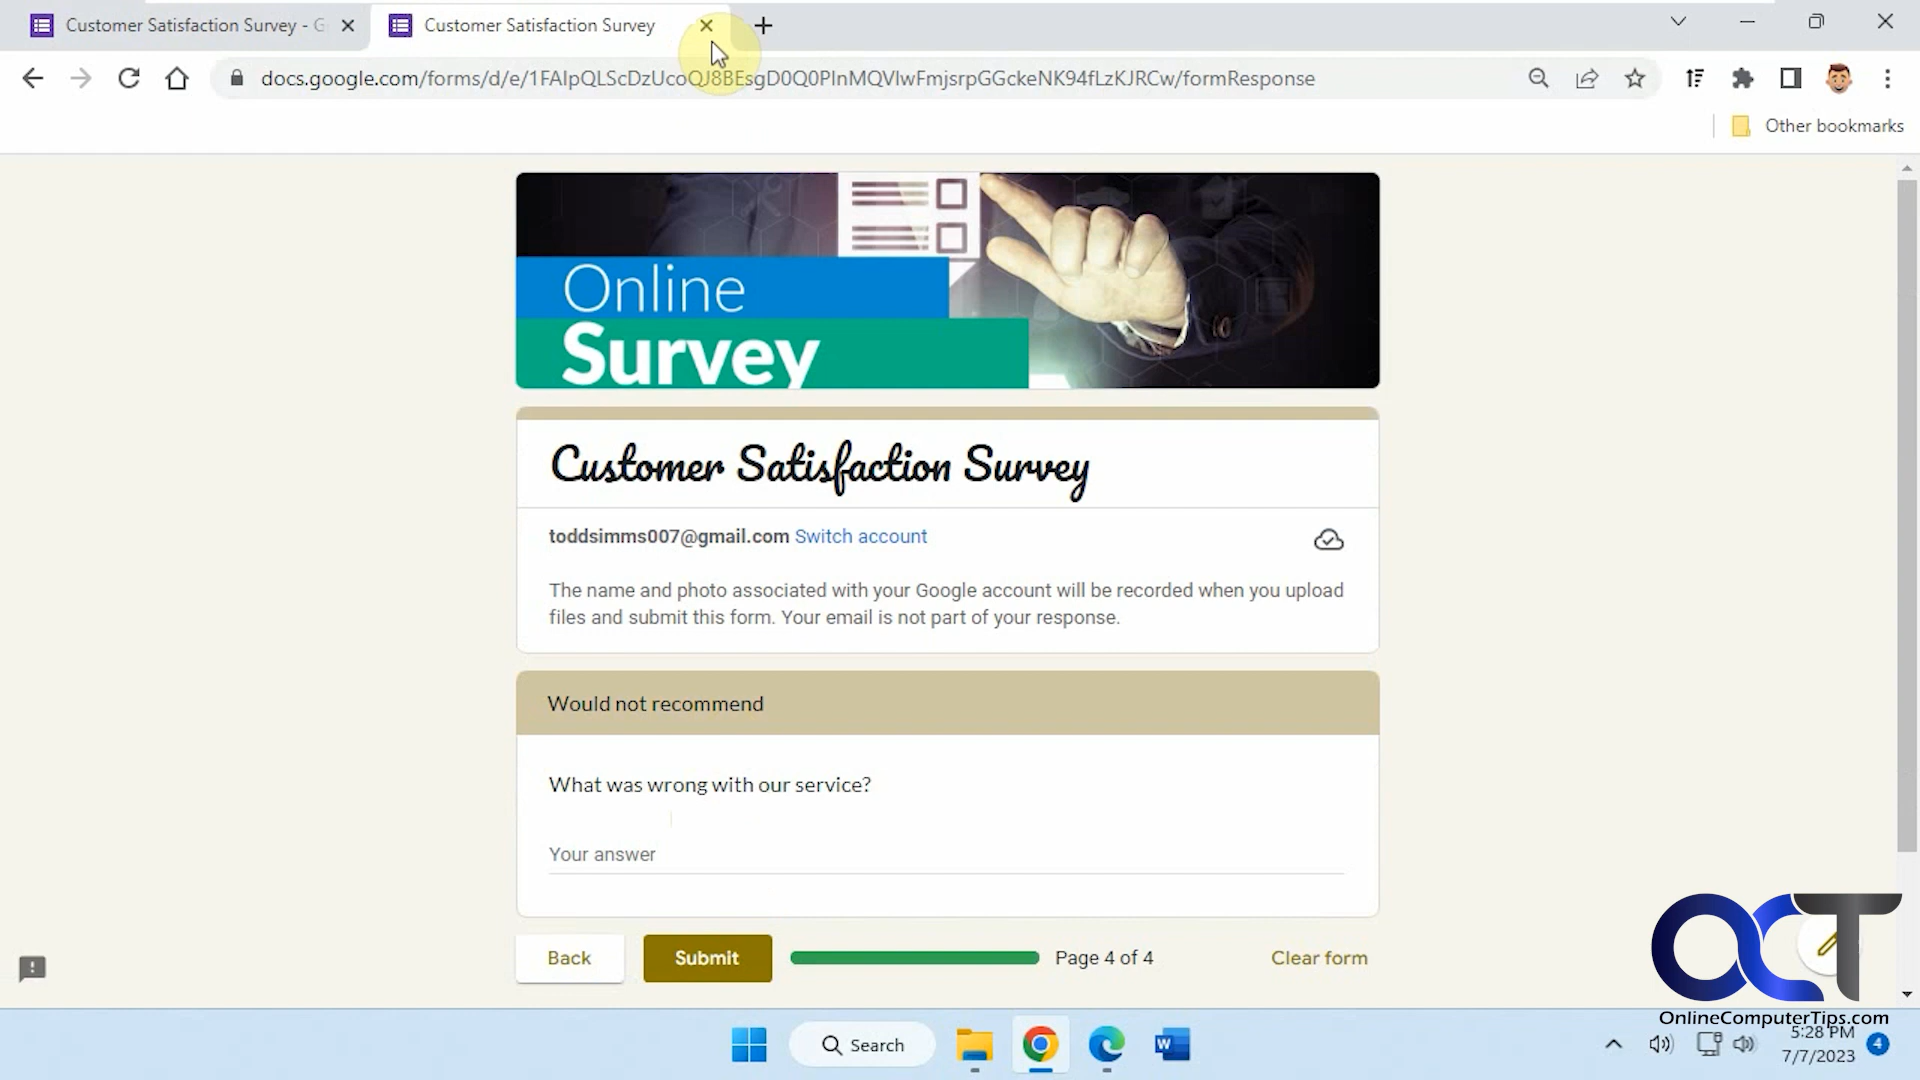 Customer Satisfaction Survey - G
Customer Satisfaction Survey
docs.google.com/forms/d/e/1FAIpQLScDzUcoQJ8BEsgD0Q0PlnMQVIwFmjsrpGGckeNK94fLzKJRCw/formResponse
Other bookmarks
Online
Survey
Customer Satisfaction Survey
toddsimms007@gmail.com Switch account
The name and photo associated with your Google account will be recorded when you upload
files and submit this form. Your email is not part of your response.
Would not recommend
What was wrong with our service?
Your answer
Back
Submit
Page 4 of 4
Clear form
OCT
OnlineComputerTips.com
Search
W
5:28 PM
7/7/2023
4